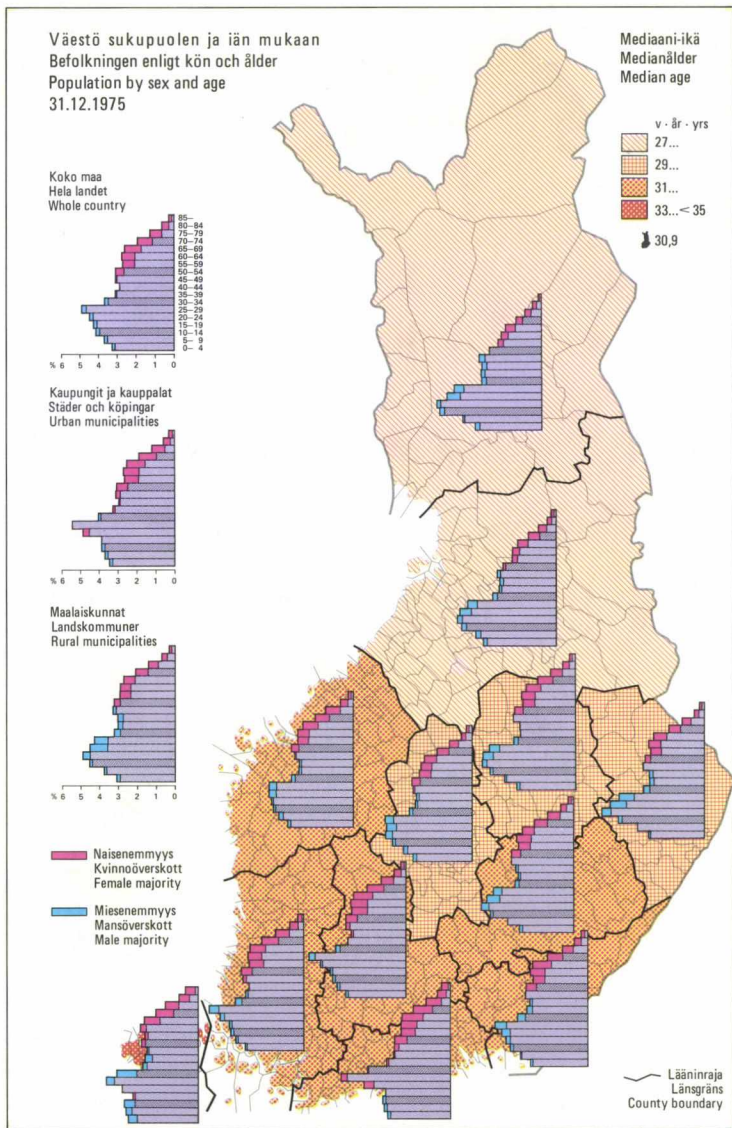 Väestö sukupuolen ja iän mukaan
Befolkningen enligt kön och ålder
Population by sex and age
31.12.1975
Mediaani-ikä
Medianålder
Median age
v · år · yrs
27...
29...
31...
33...< 35
30,9
Koko maa
Hela landet
Whole country
85–
80–84
75–79
70–74
65–69
60–64
55–59
50–54
45–49
40–44
35–39
30–34
25–29
20–24
15–19
10–14
5– 9
0– 4
% 6 5 4 3 2 1 0
Kaupungit ja kauppalat
Städer och köpingar
Urban municipalities
% 6 5 4 3 2 1 0
Maalaiskunnat
Landskommuner
Rural municipalities
% 6 5 4 3 2 1 0
Naisenemmyys
Kvinnoöverskott
Female majority
Miesenemmyys
Mansöverskott
Male majority
Lääninraja
Länsgräns
County boundary